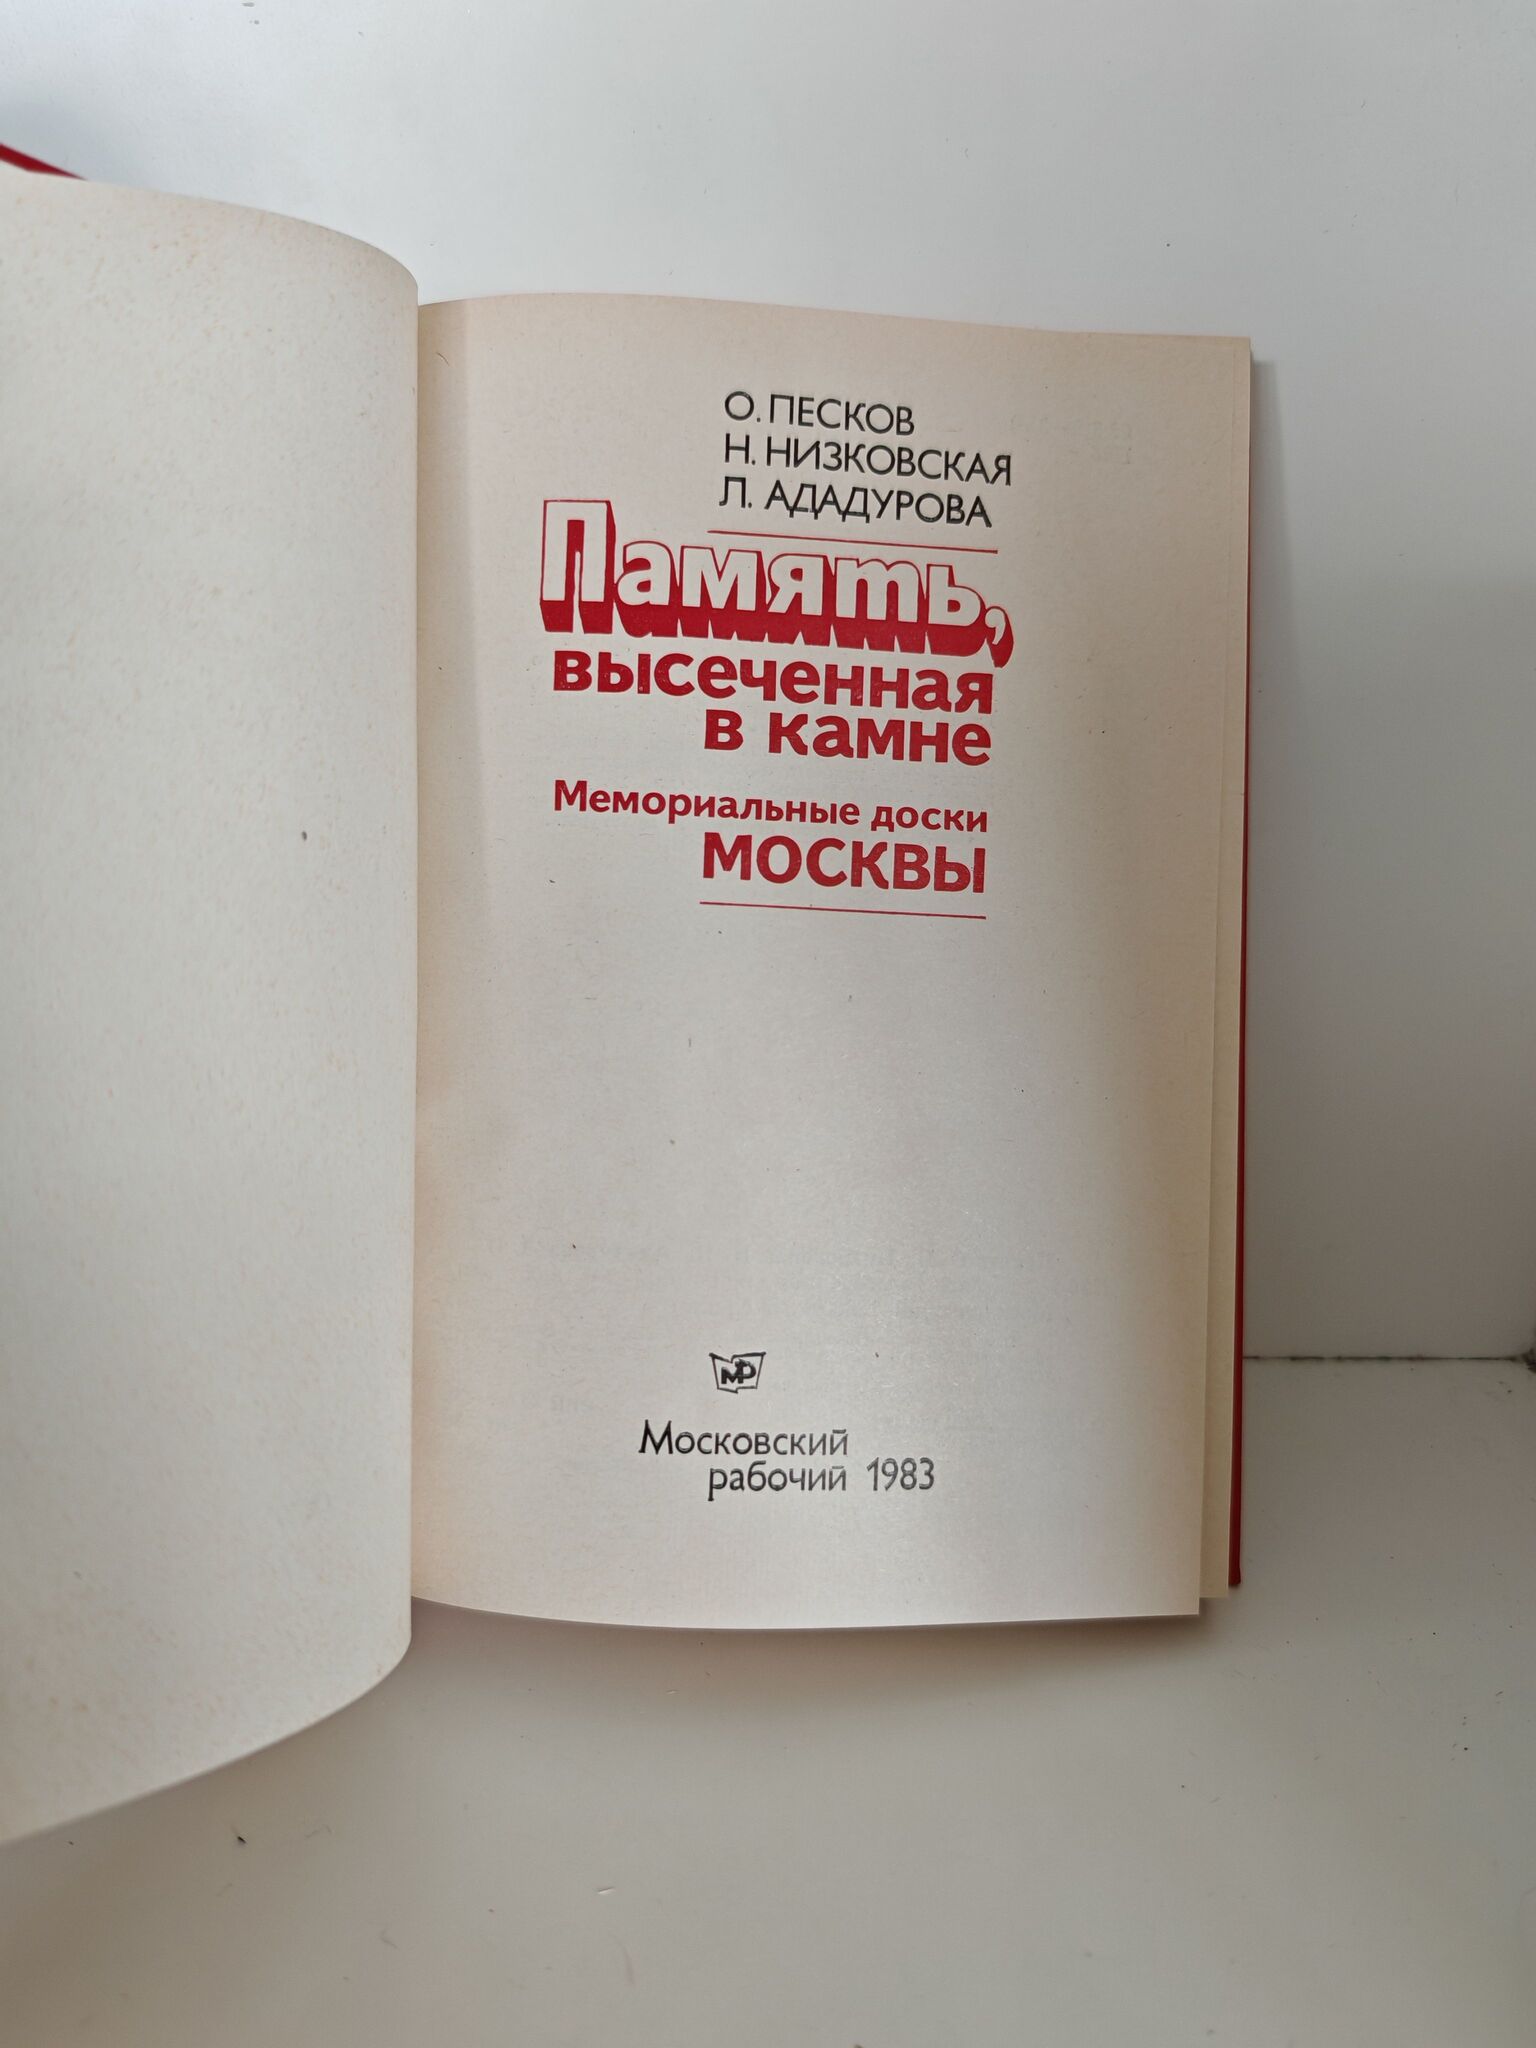 О. ПЕСКОВ
Н. НИЗКОВСКАЯ
Л. АДАДУРОВА
Память,
высеченная
в камне
Мемориальные доски
МОСКВЫ
МР
Московский
рабочий 1983